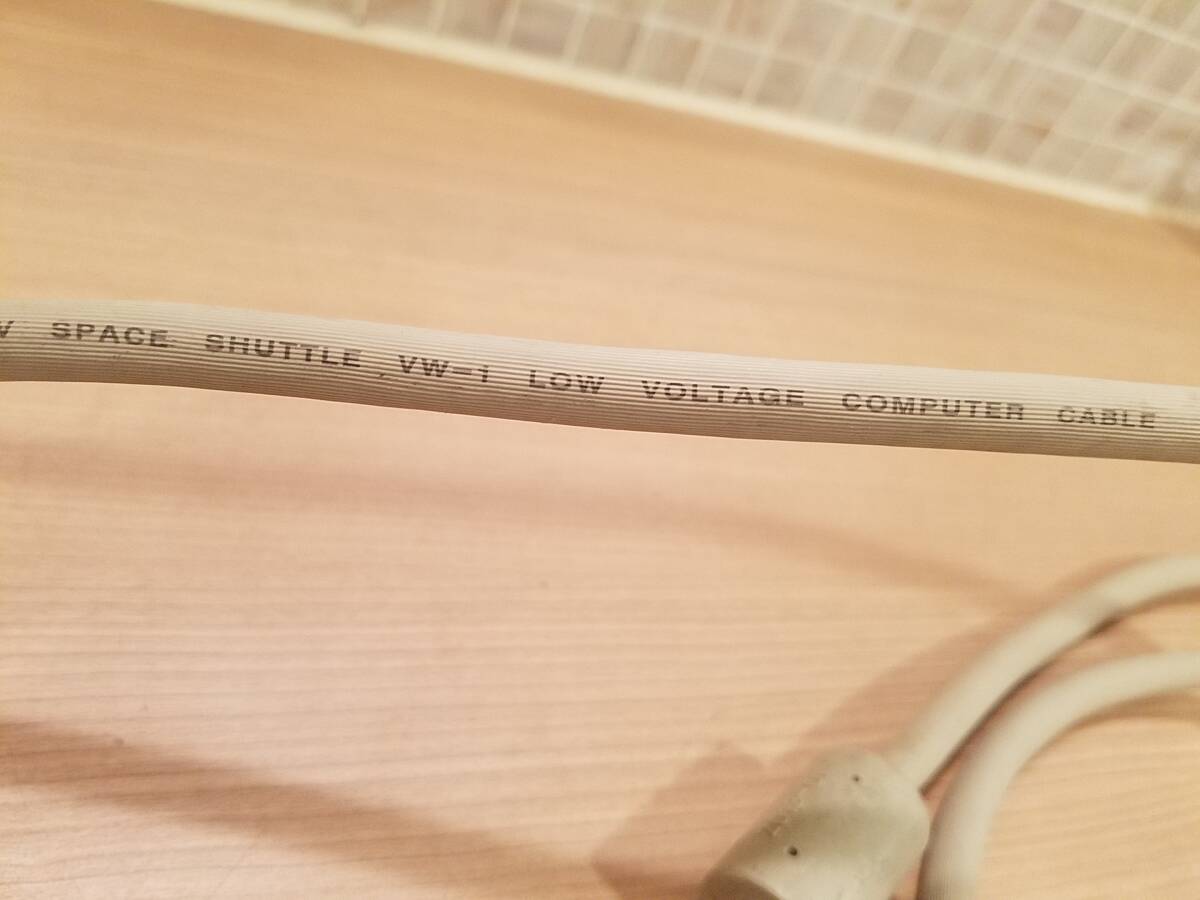 V SPACE SHUTTLE VW-1 LOW VOLTAGE COMPUTER CABLE